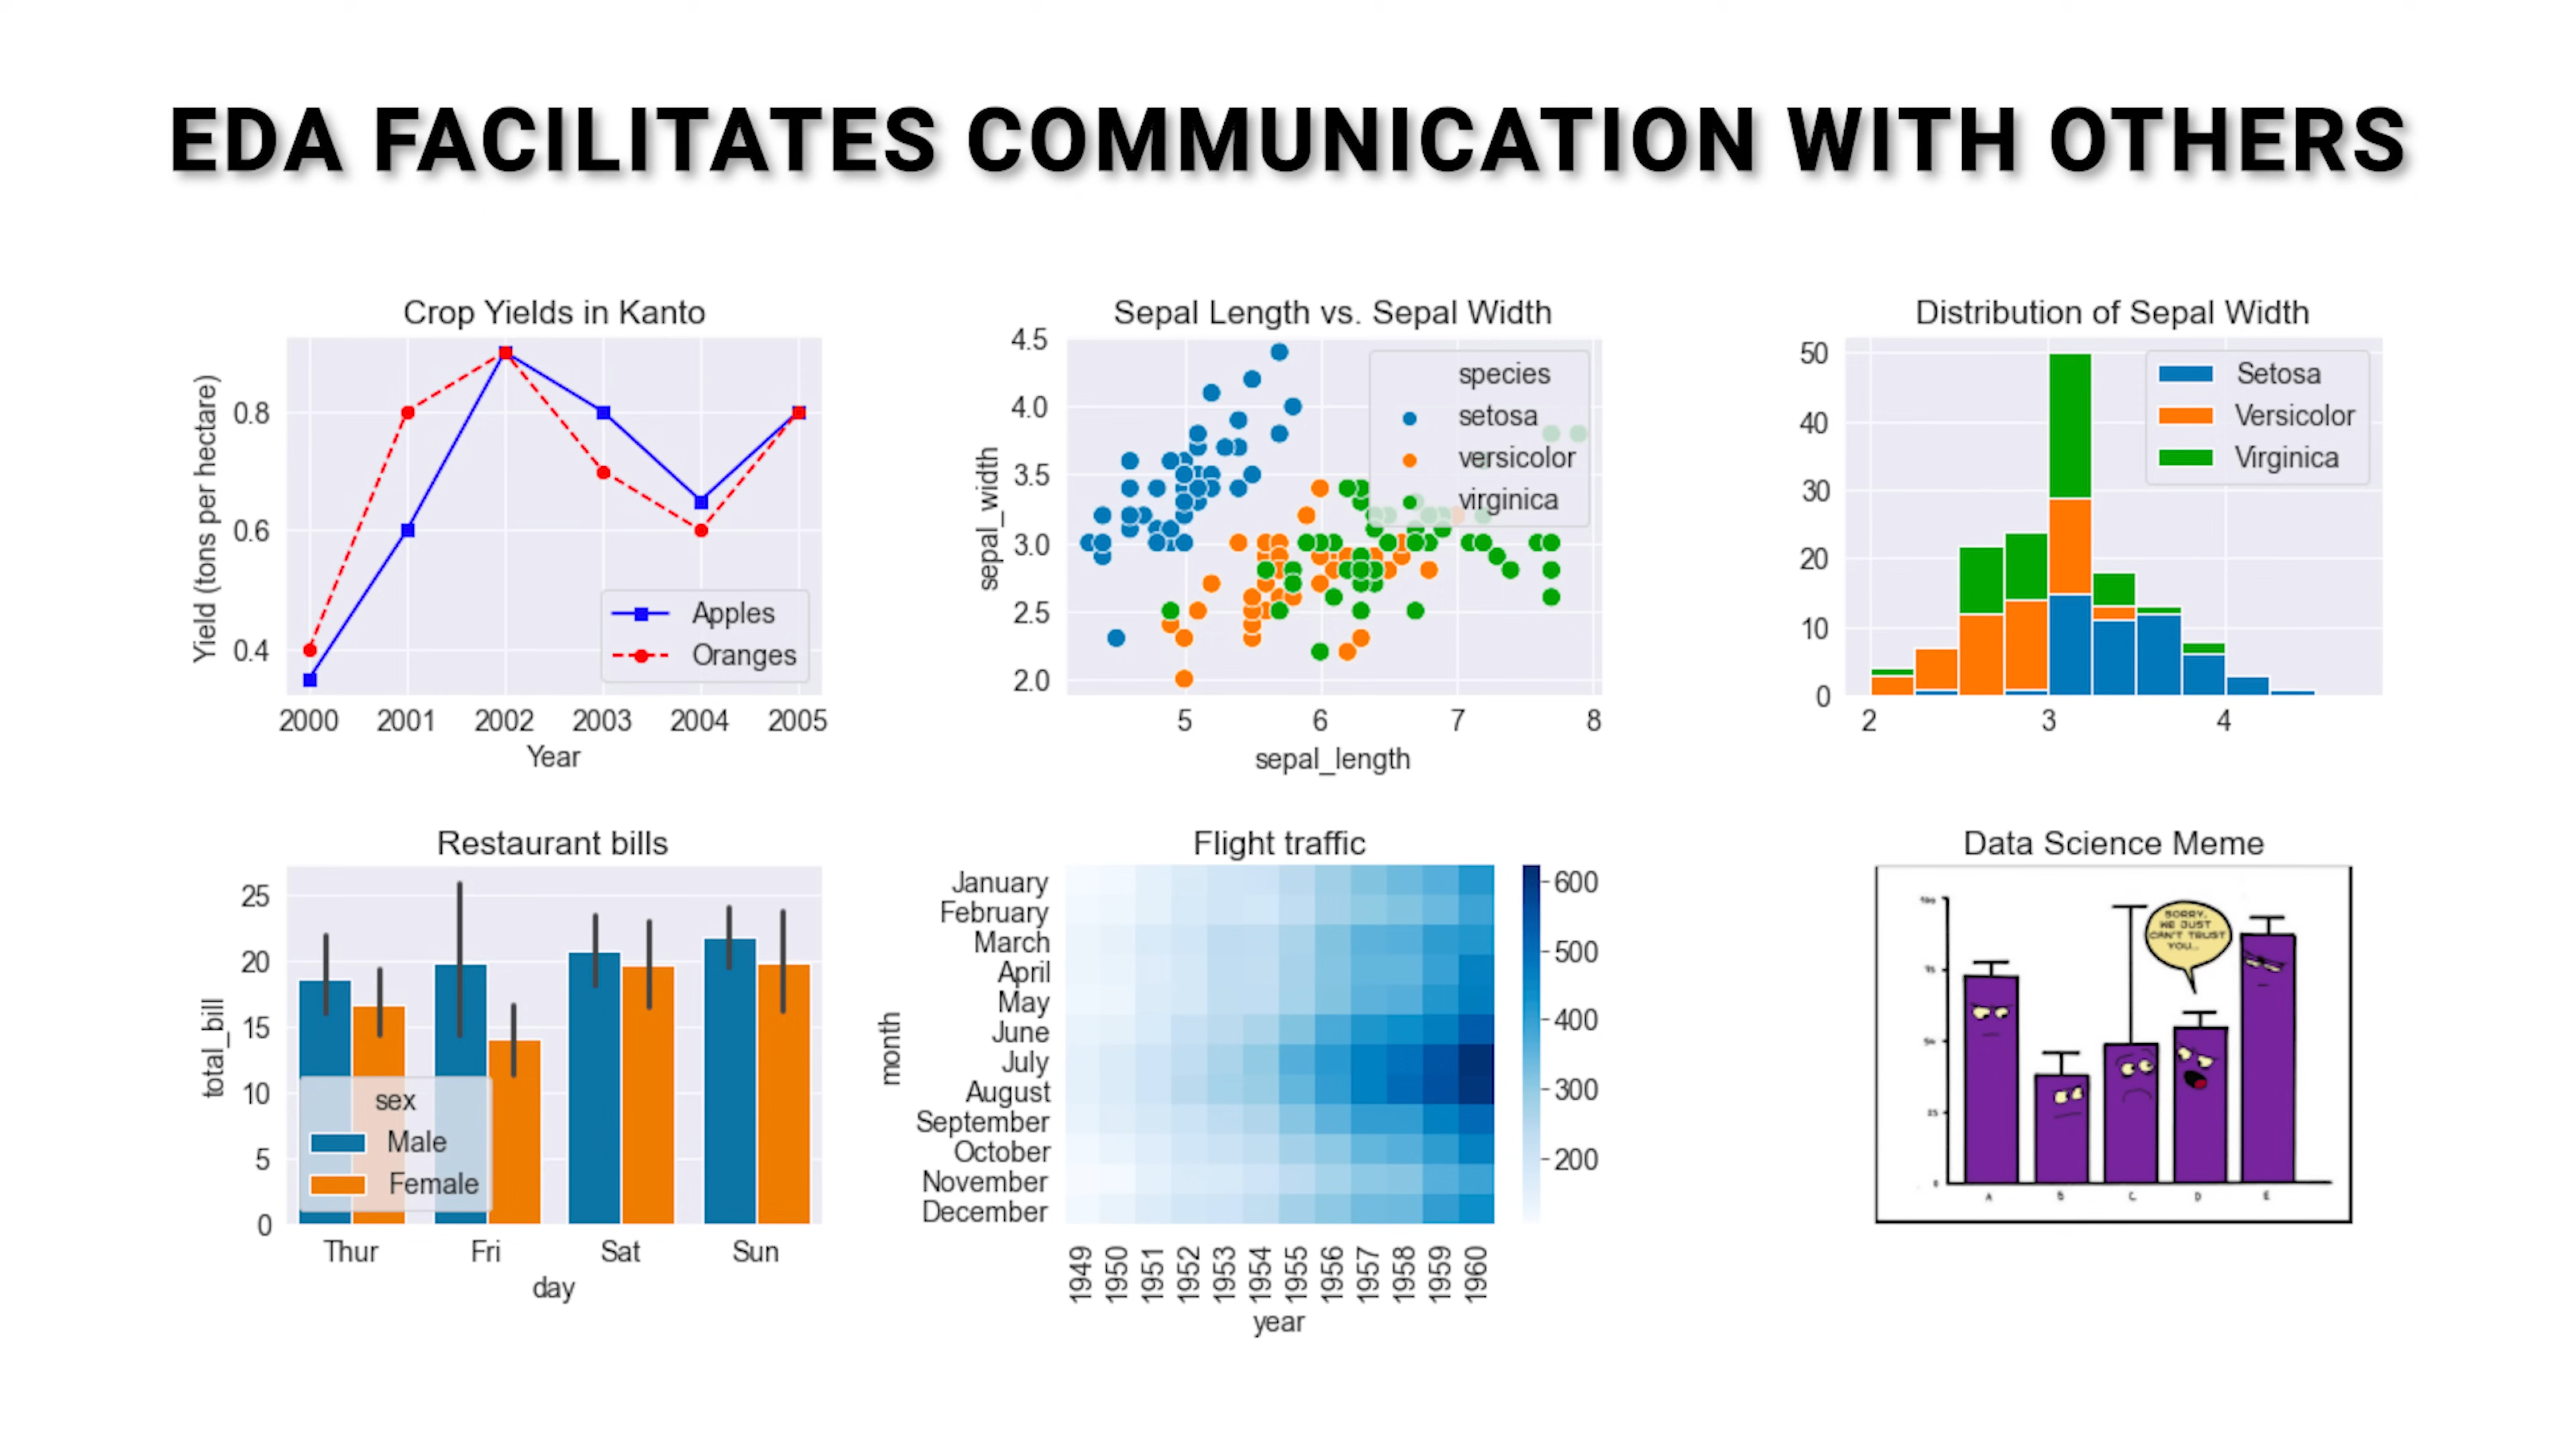 EDA FACILITATES COMMUNICATION WITH OTHERS
Crop Yields in Kanto
Yield (tons per hectare)
0.8
0.6
0.4
Apples
Oranges
2000 2001 2002 2003 2004 2005
Year
Sepal Length vs. Sepal Width
sepal_width
4.5
4.0
3.5
3.0
2.5
2.0
species
setosa
versicolor
virginica
5 6 7 8
sepal_length
Distribution of Sepal Width
50
40
30
20
10
0
Setosa
Versicolor
Virginica
2 3 4
Restaurant bills
total_bill
25
20
15
10
5
0
sex
Male
Female
Thur Fri Sat Sun
day
Flight traffic
month
January
February
March
April
May
June
July
August
September
October
November
December
600
500
400
300
200
1949 1950 1951 1952 1953 1954 1955 1956 1957 1958 1959 1960
year
Data Science Meme
SORRY,
WE JUST
CAN'T TRUST
YOU...
A B C D E